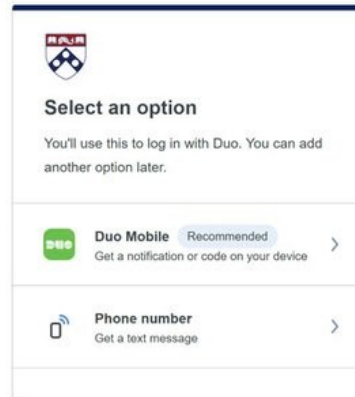 Select an option
You'll use this to log in with Duo. You can add
another option later.
DUO
Duo Mobile Recommended
Get a notification or code on your device
Phone number
Get a text message